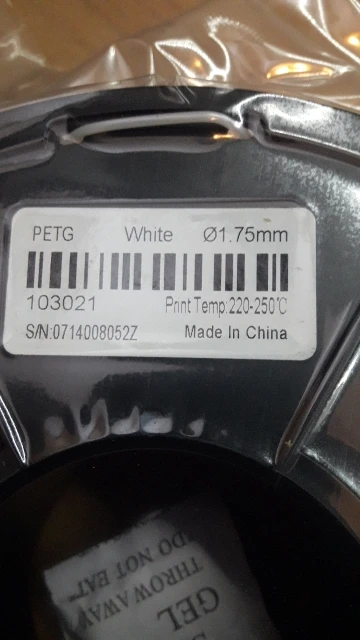 PETG White Ø1.75mm
103021 Print Temp:220-250℃
S/N:0714008052Z Made In China
GEL
THROW AWAY
"DO NOT EAT"